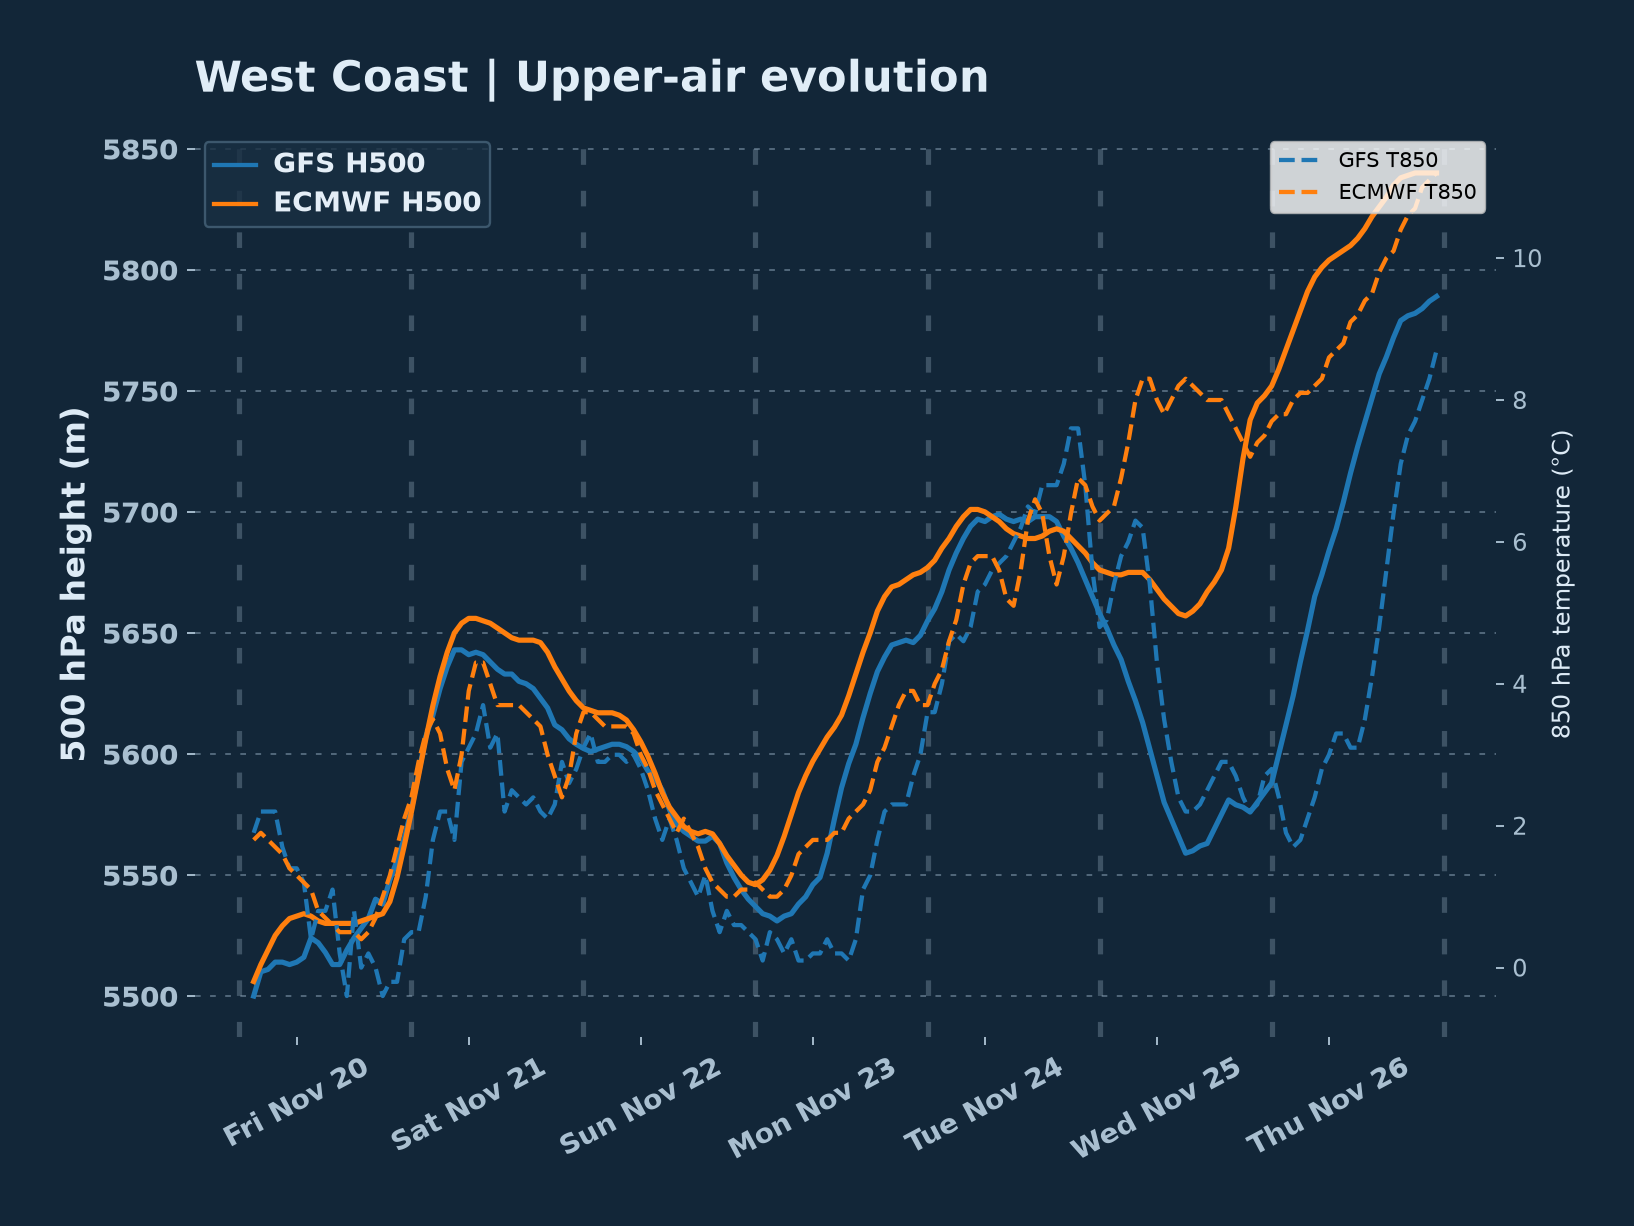 West Coast | Upper-air evolution
GFS H500
ECMWF H500
GFS T850
ECMWF T850
500 hPa height (m)
5850
5800
5750
5700
5650
5600
5550
5500
10
8
6
4
2
0
850 hPa temperature (°C)
Fri Nov 20
Sat Nov 21
Sun Nov 22
Mon Nov 23
Tue Nov 24
Wed Nov 25
Thu Nov 26